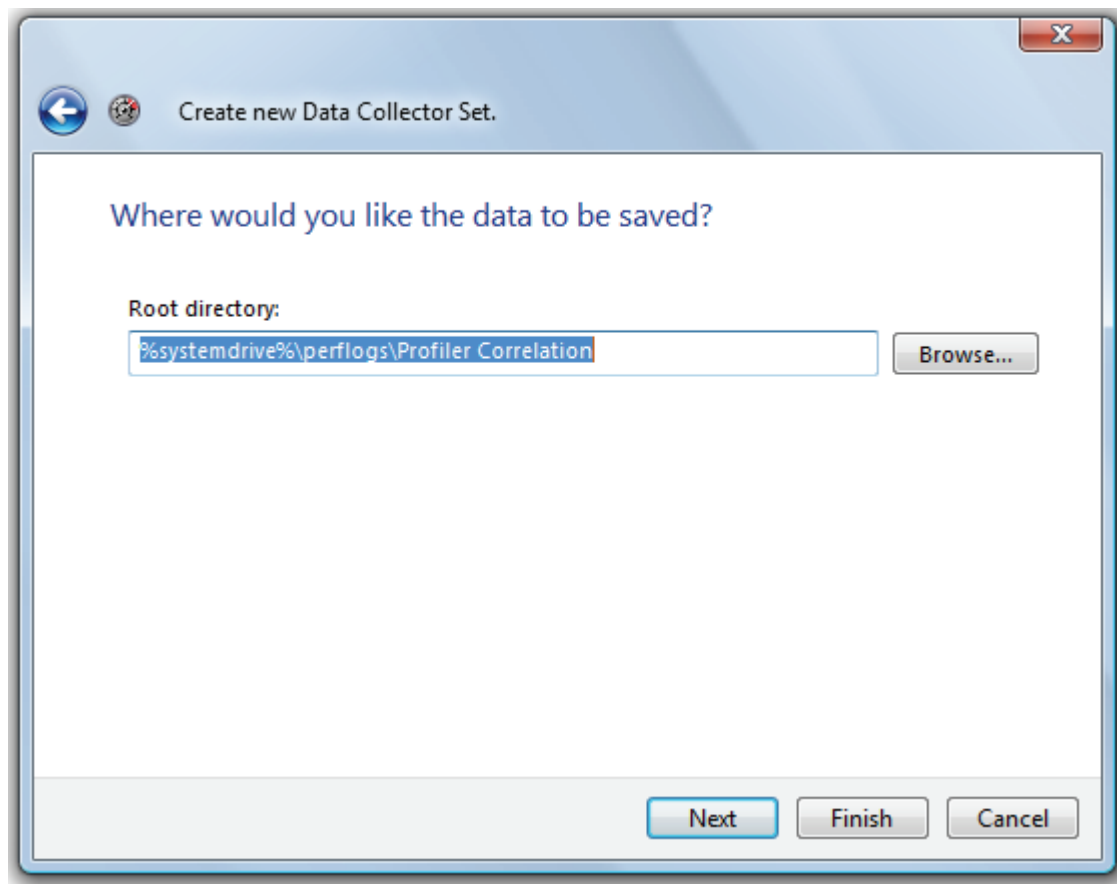 Create new Data Collector Set.
Where would you like the data to be saved?
Root directory:
%systemdrive%\perflogs\Profiler Correlation
Browse...
Next
Finish
Cancel